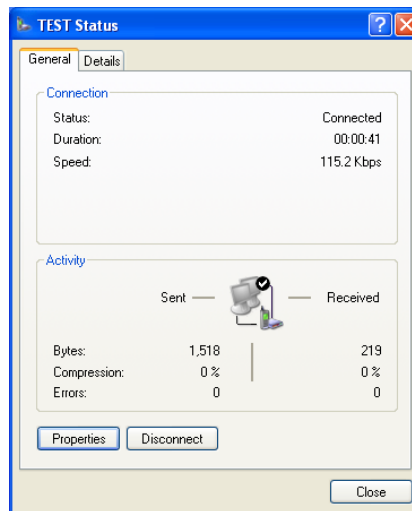 TEST Status
General Details
Connection
Status: Connected
Duration: 00:00:41
Speed: 115.2 Kbps
Activity
Sent Received
Bytes: 1,518 219
Compression: 0 % 0 %
Errors: 0 0
Properties Disconnect
Close